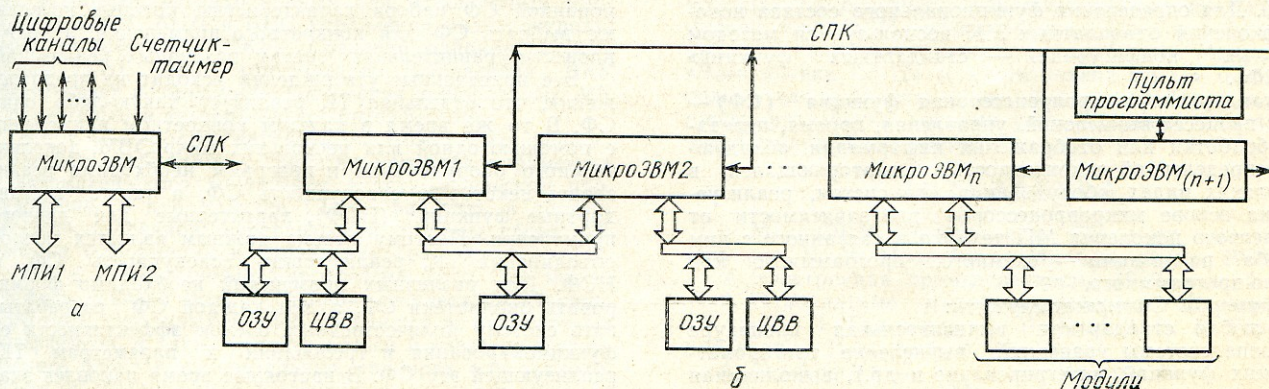 Цифровые
каналы
Счетчик-
таймер
МикроЭВМ
СПК
МПИ1 МПИ2
а
СПК
Пульт
программиста
МикроЭВМ1
МикроЭВМ2
. . .
МикроЭВМn
МикроЭВМ(n+1)
ОЗУ
ЦВВ
ОЗУ
ОЗУ
ЦВВ
. . . .
б
Модили